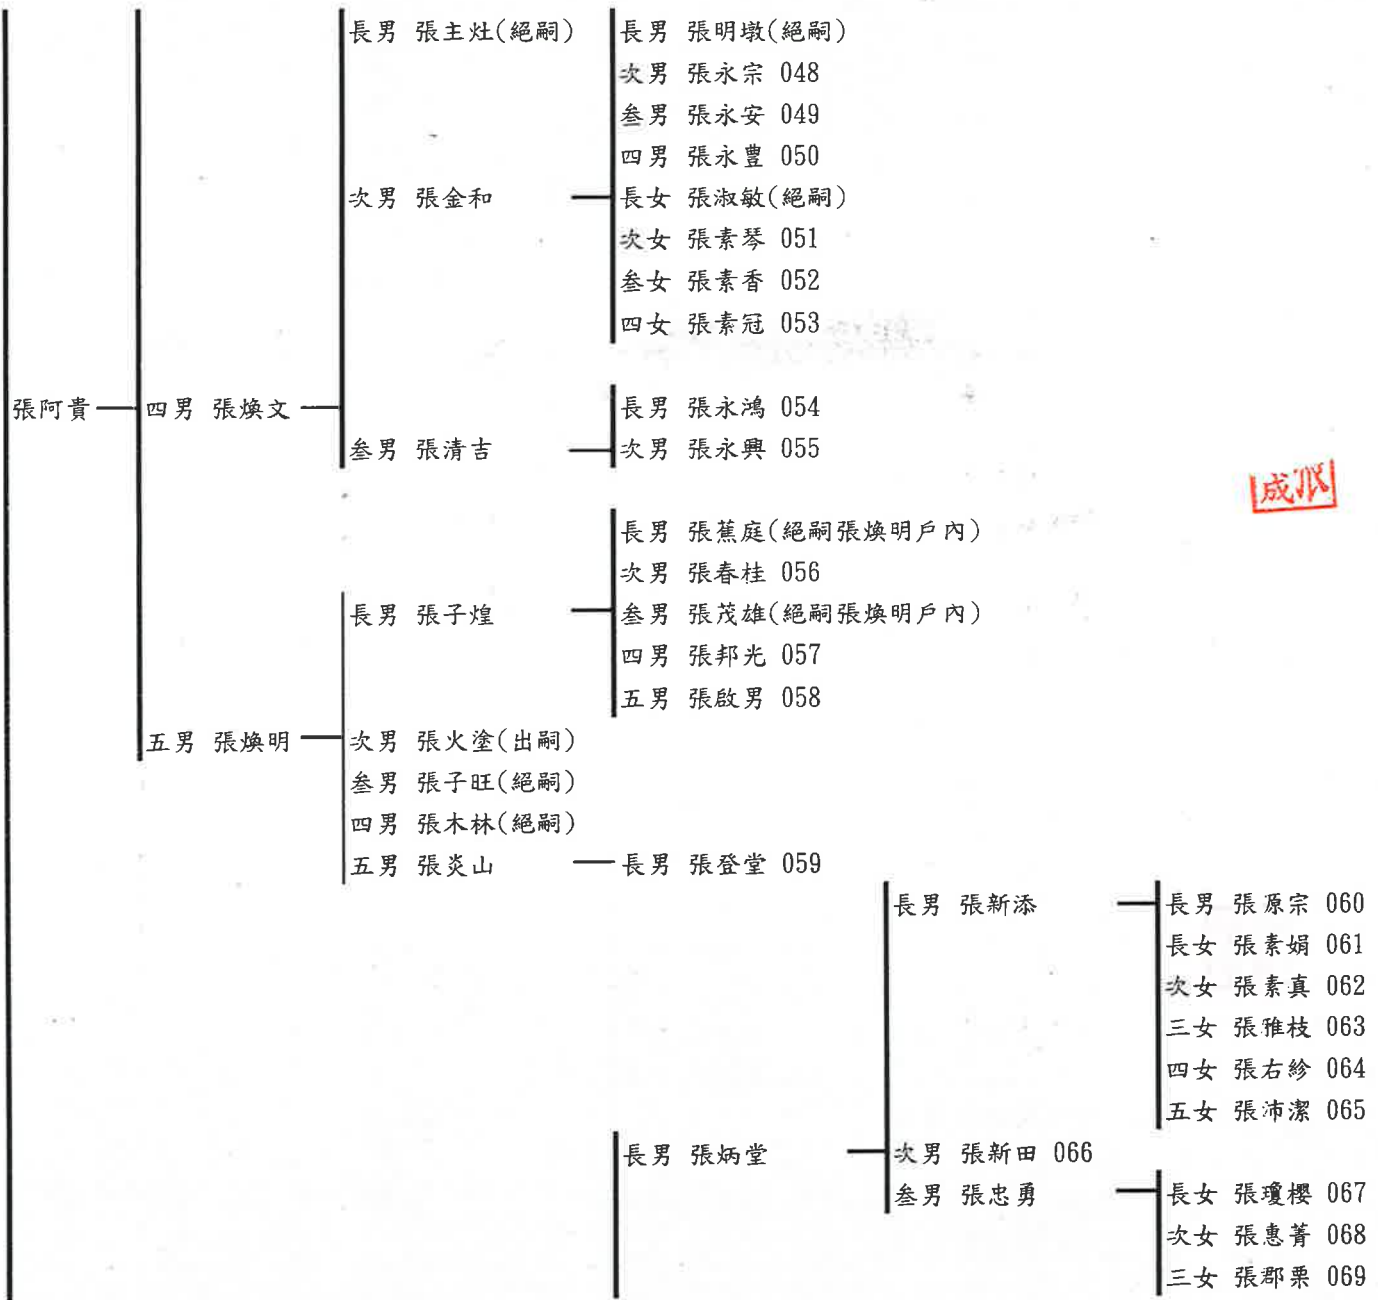 長男 張主灶(絕嗣) 長男 張明墩(絕嗣)
次男 張永宗 048
叁男 張永安 049
四男 張永豊 050
次男 張金和 長女 張淑敏(絕嗣)
次女 張素琴 051
叁女 張素香 052
四女 張素冠 053
張阿貴 四男 張煥文 長男 張永鴻 054
叁男 張清吉 次男 張永興 055
長男 張蕉庭(絕嗣張煥明戶內)
次男 張春桂 056
長男 張子煌 叁男 張茂雄(絕嗣張煥明戶內)
四男 張邦光 057
五男 張啟男 058
五男 張煥明 次男 張火塗(出嗣)
叁男 張子旺(絕嗣)
四男 張木林(絕嗣)
五男 張炎山 長男 張登堂 059
長男 張新添 長男 張原宗 060
長女 張素娟 061
次女 張素真 062
三女 張雅枝 063
四女 張右紾 064
五女 張沛潔 065
長男 張炳堂 次男 張新田 066
叁男 張忠勇 長女 張瓊櫻 067
次女 張惠菁 068
三女 張郡栗 069